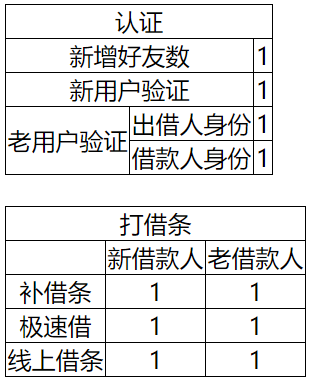 认证
新增好友数 1
新用户验证 1
老用户验证 出借人身份 1
借款人身份 1
打借条
新借款人 老借款人
补借条 1 1
极速借 1 1
线上借条 1 1